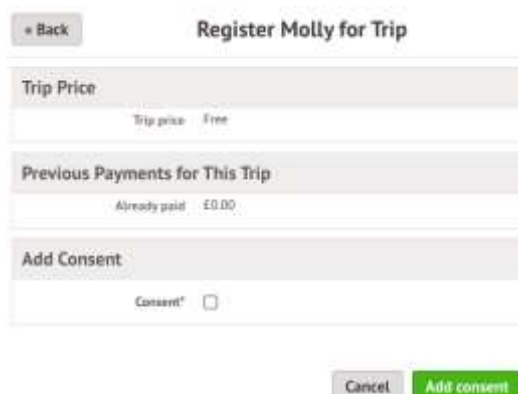 « Back
Register Molly for Trip
Trip Price
Trip price Free
Previous Payments for This Trip
Already paid £0.00
Add Consent
Consent*
Cancel Add consent